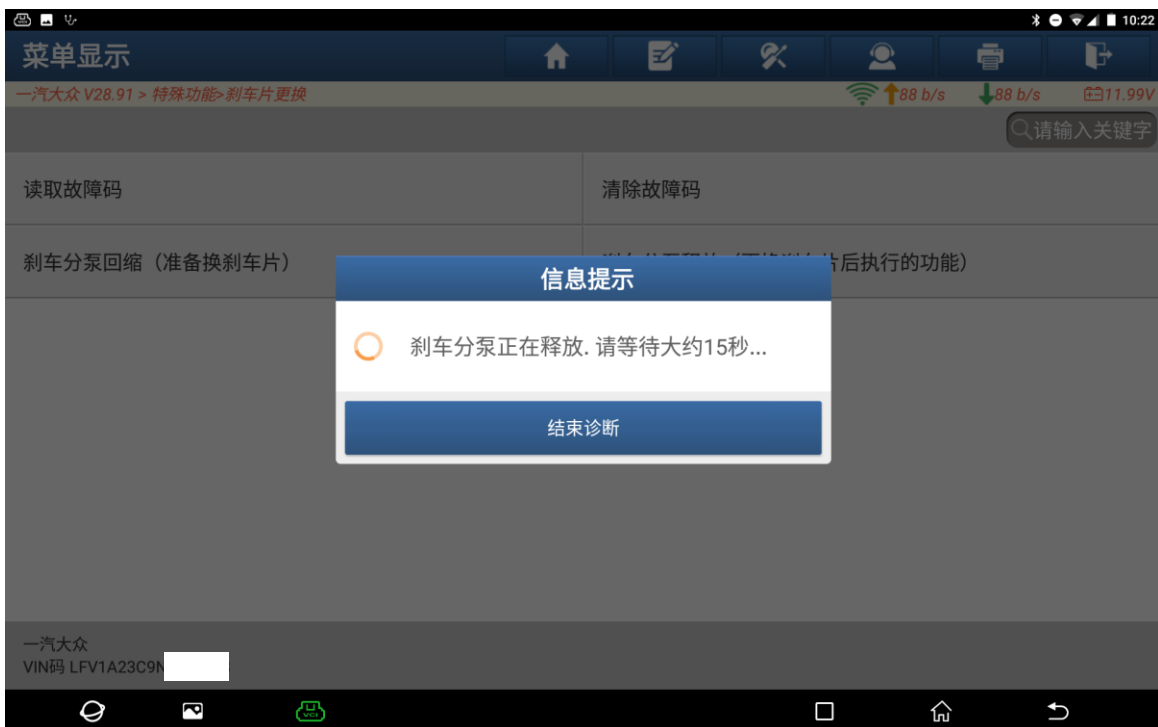 10:22
菜单显示
一汽大众 V28.91 > 特殊功能>刹车片更换
88 b/s
88 b/s
11.99V
请输入关键字
读取故障码
清除故障码
刹车分泵回缩（准备换刹车片）
片后执行的功能）
信息提示
刹车分泵正在释放. 请等待大约15秒...
结束诊断
一汽大众
VIN码 LFV1A23C9N
VCI